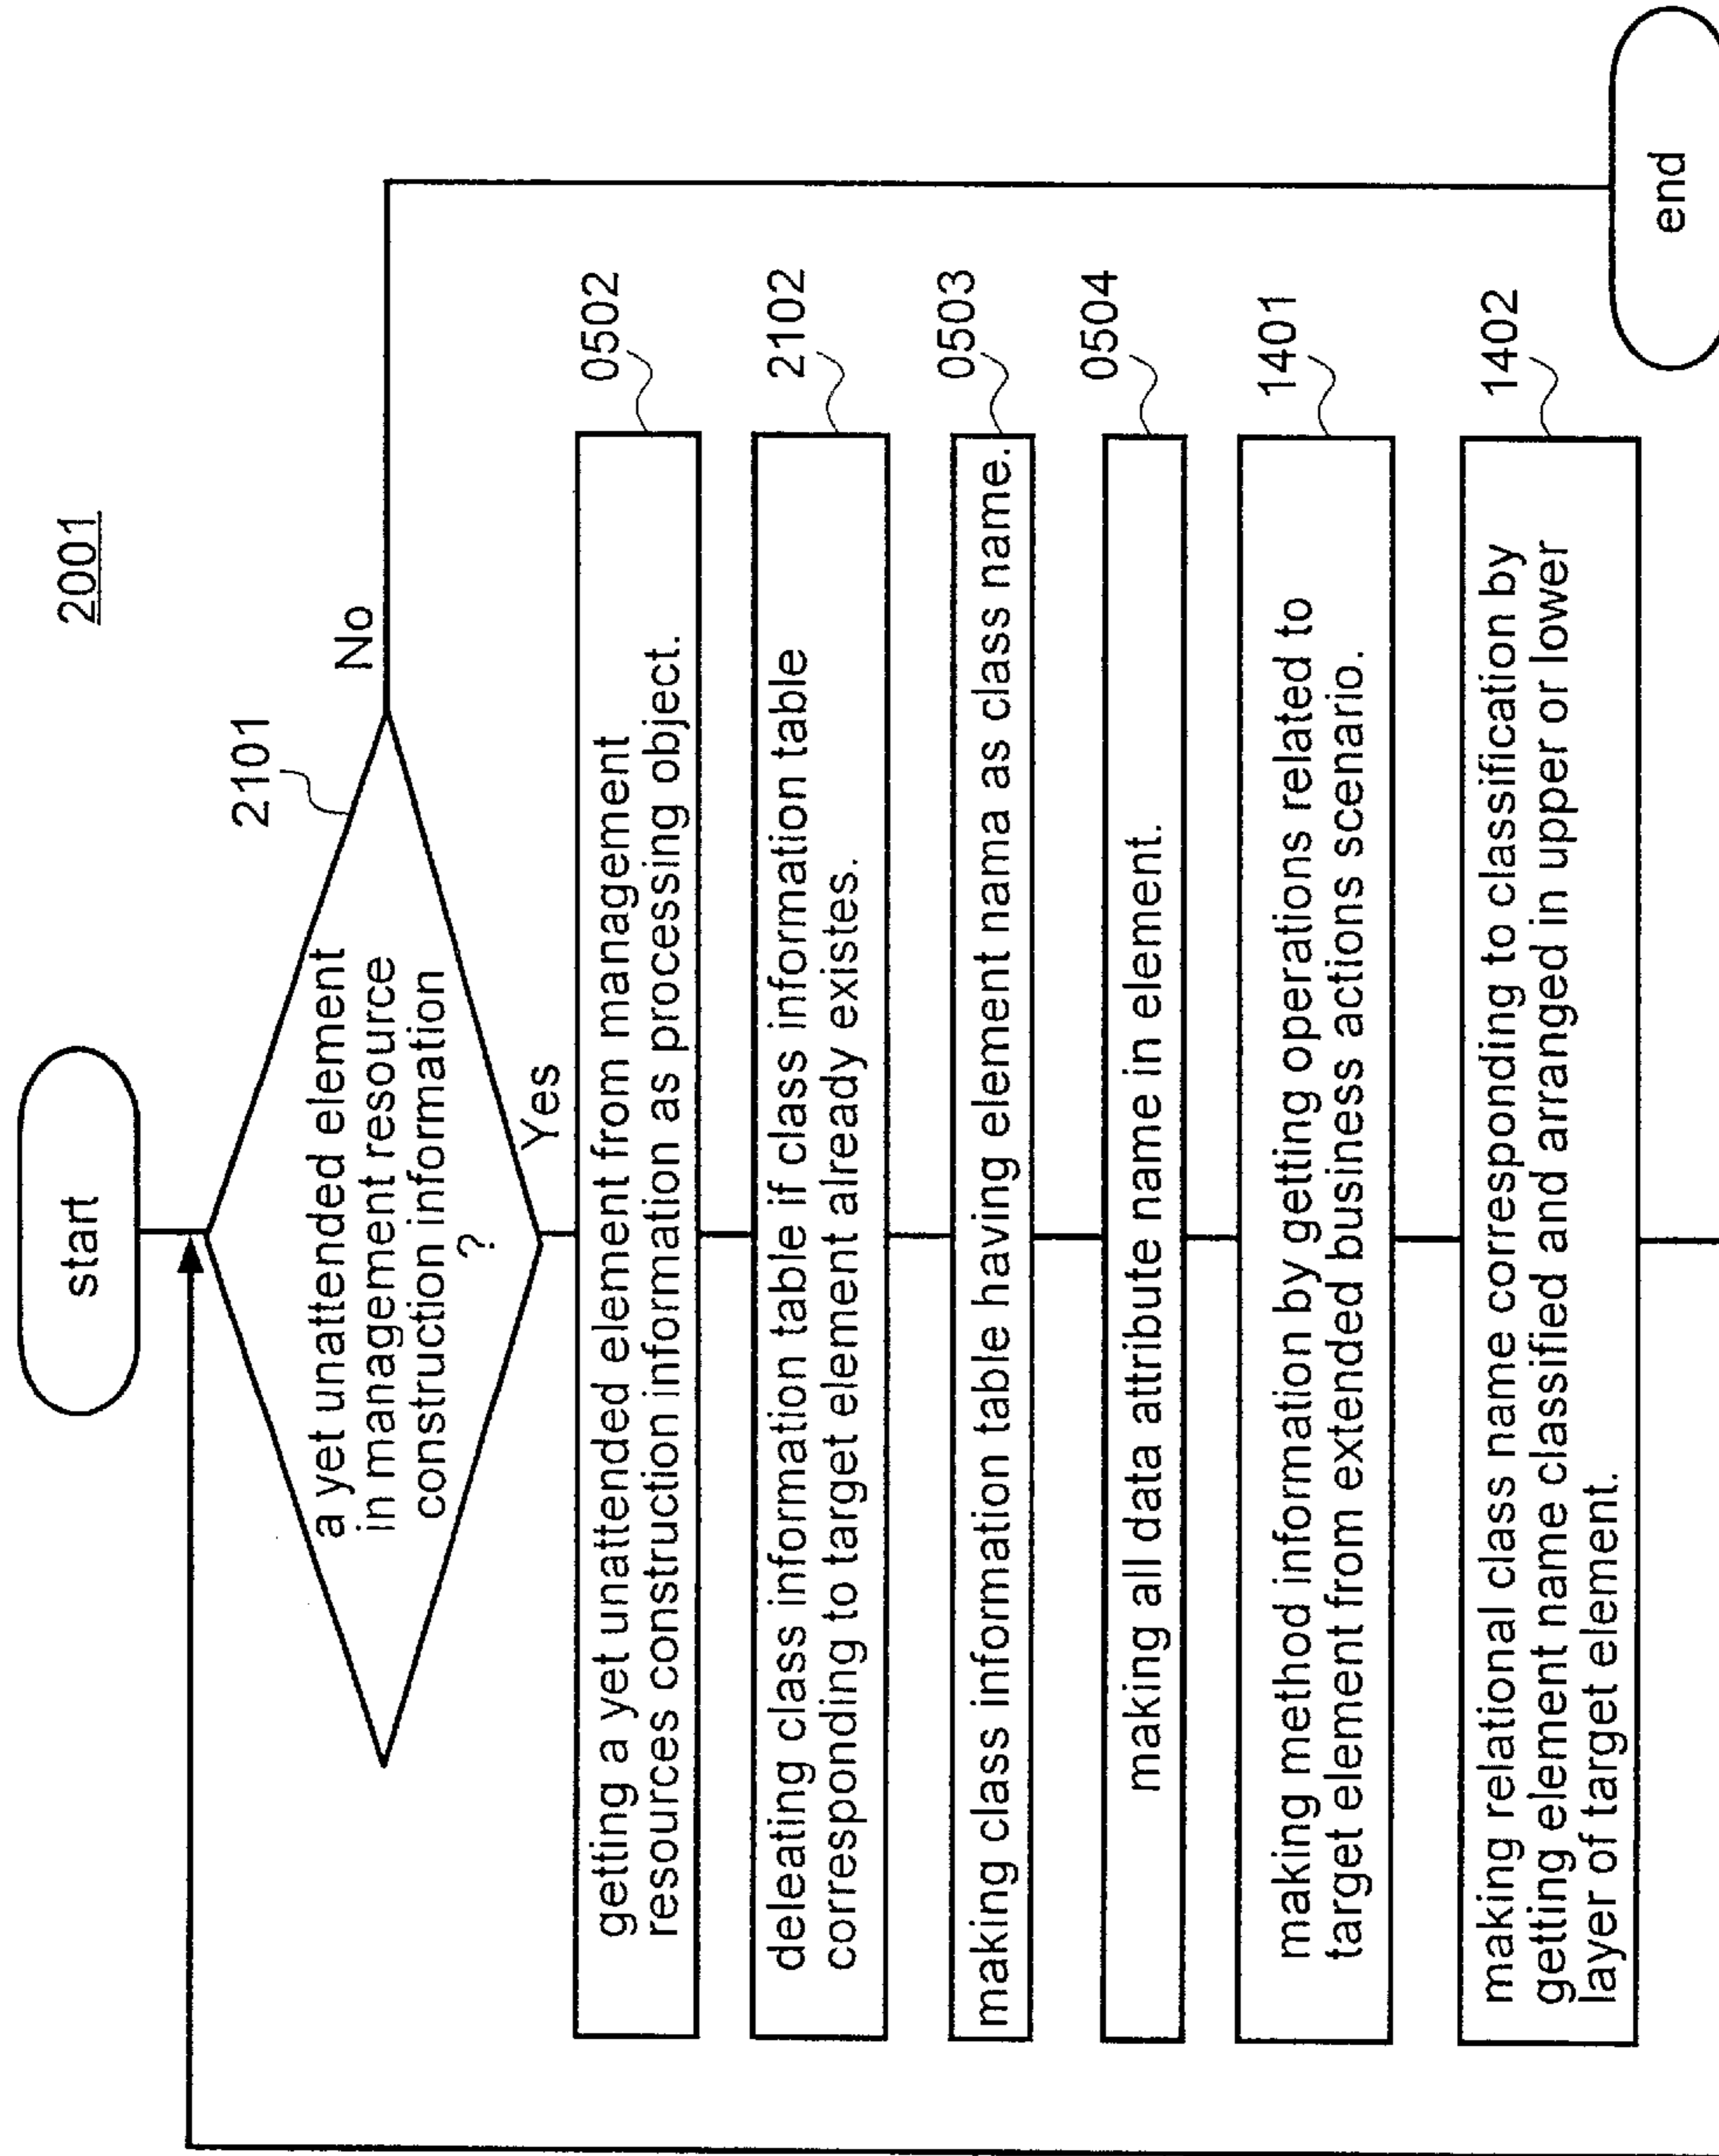 2001
start
2101
a yet unattended element
in management resource
construction information
?
No
Yes
0502
getting a yet unattended element from management
resources construction information as processing object.
2102
deleating class information table if class information table
corresponding to target element already existes.
0503
making class information table having element nama as class name.
0504
making all data attribute name in element.
1401
making method information by getting operations related to
target element from extended business actions scenario.
1402
making relational class name corresponding to classification by
getting element name classified and arranged in upper or lower
layer of target element.
end